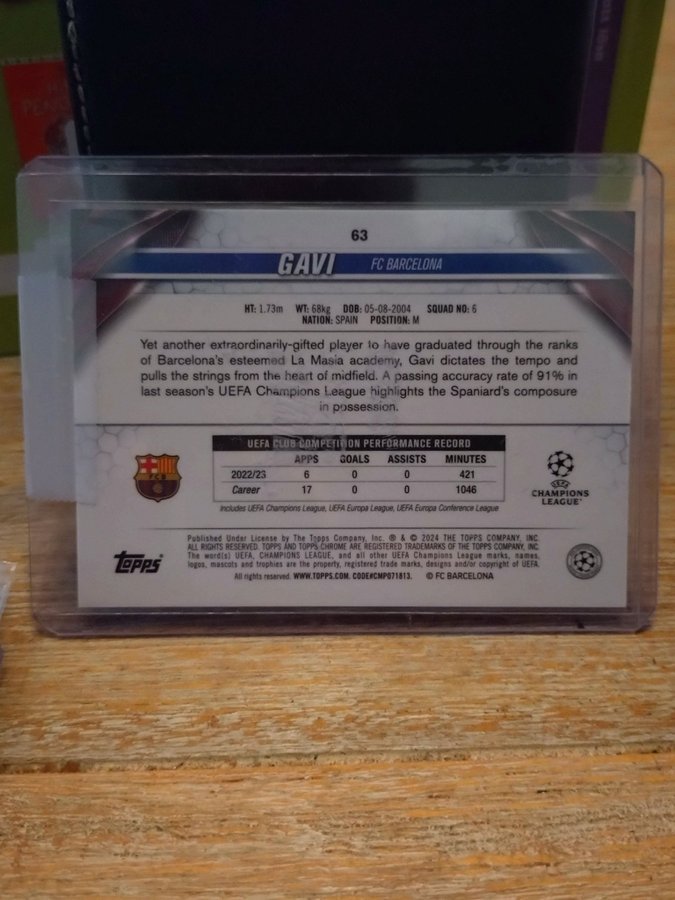 63
GAVI FC BARCELONA
HT: 1.73m WT: 68kg DOB: 05-08-2004 SQUAD NO: 6
NATION: SPAIN POSITION: M
Yet another extraordinarily-gifted player to have graduated through the ranks
of Barcelona's esteemed La Masia academy, Gavi dictates the tempo and
pulls the strings from the heart of midfield. A passing accuracy rate of 91% in
last season's UEFA Champions League highlights the Spaniard's composure
in possession.
UEFA CLUB COMPETITION PERFORMANCE RECORD
APPS GOALS ASSISTS MINUTES
2022/23 6 0 0 421
Career 17 0 0 1046
Includes UEFA Champions League, UEFA Europa League, UEFA Europa Conference League
FCB
UEFA
CHAMPIONS
LEAGUE
Published Under License by The Topps Company, Inc. ® & © 2024 THE TOPPS COMPANY, INC.
ALL RIGHTS RESERVED. TOPPS AND TOPPS CHROME ARE REGISTERED TRADEMARKS OF THE TOPPS COMPANY, INC.
The word(s) UEFA, CHAMPIONS LEAGUE, and all other UEFA Champions League marks, names,
logos, mascots and trophies are the property, registered trade marks, designs and/or copyright of UEFA.
All rights reserved. WWW.TOPPS.COM. CODE#CMP071813. © FC BARCELONA
topps